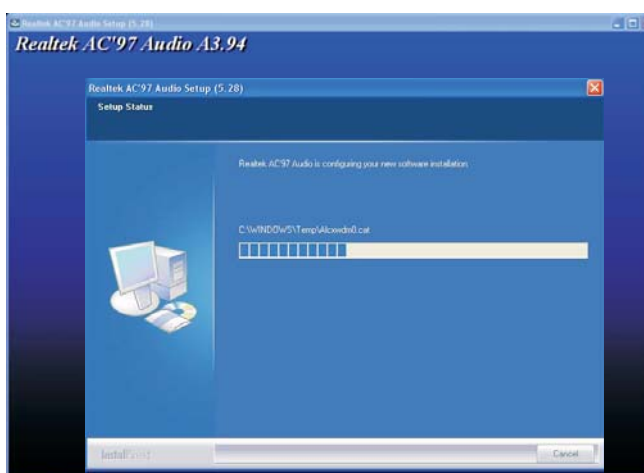 Realtek AC'97 Audio Setup (5.28)
Realtek AC'97 Audio A3.94
Realtek AC'97 Audio Setup (5.28)
Setup Status
Realtek AC'97 Audio is configuring your new software installation.
C:\WINDOWS\Temp\Alcxwdm0.cat
InstallShield
Cancel